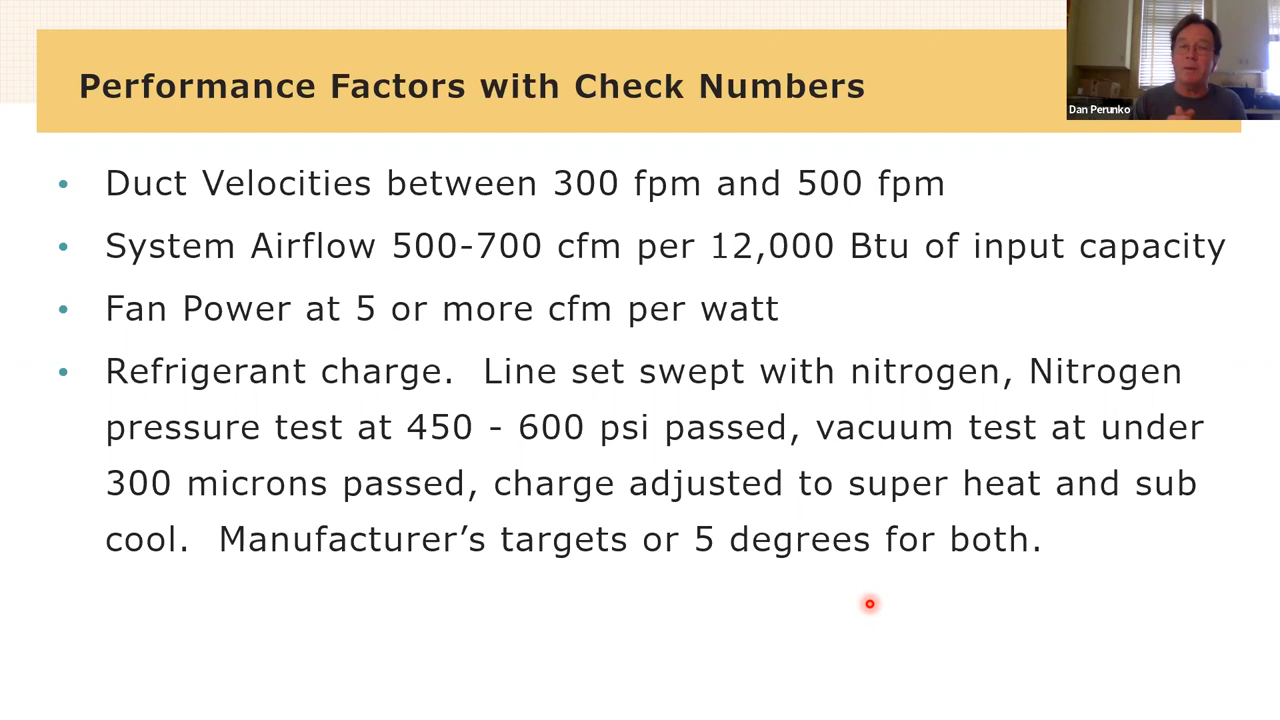 Performance Factors with Check Numbers
Dan Perunko
• Duct Velocities between 300 fpm and 500 fpm
• System Airflow 500-700 cfm per 12,000 Btu of input capacity
• Fan Power at 5 or more cfm per watt
• Refrigerant charge.  Line set swept with nitrogen, Nitrogen
pressure test at 450 - 600 psi passed, vacuum test at under
300 microns passed, charge adjusted to super heat and sub
cool.  Manufacturer’s targets or 5 degrees for both.